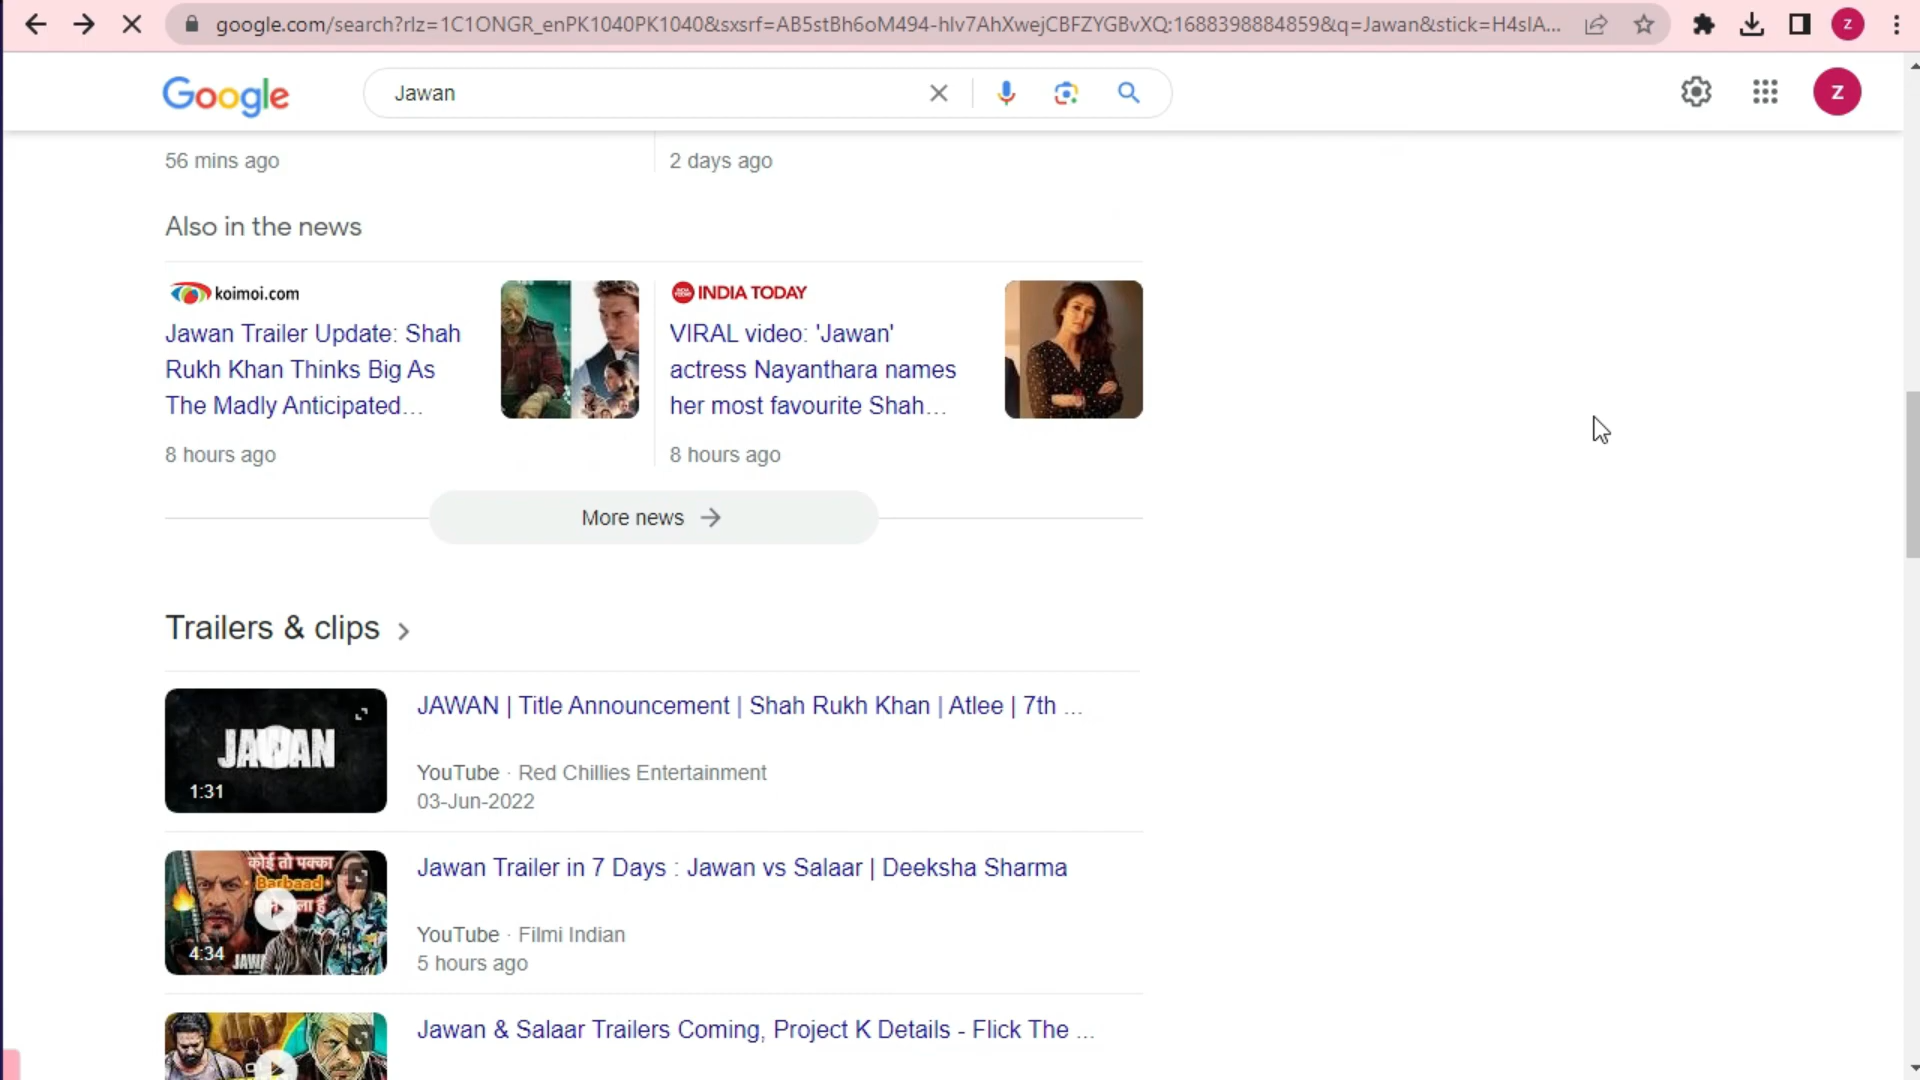 google.com/search?rlz=1C1ONGR_enPK1040PK1040&sxsrf=AB5stBh6oM494-hlv7AhXwejCBFZYGBvXQ:1688398884859&q=Jawan&stick=H4sIA...
z
Google
Jawan
z
56 mins ago
2 days ago
Also in the news
koimoi.com
Jawan Trailer Update: Shah
Rukh Khan Thinks Big As
The Madly Anticipated...
8 hours ago
INDIA TODAY
VIRAL video: 'Jawan'
actress Nayanthara names
her most favourite Shah...
8 hours ago
More news
Trailers & clips
JAWAN
1:31
JAWAN | Title Announcement | Shah Rukh Khan | Atlee | 7th ...
YouTube · Red Chillies Entertainment
03-Jun-2022
कोई तो पक्का
Barbaad
4:34
Jawan Trailer in 7 Days : Jawan vs Salaar | Deeksha Sharma
YouTube · Filmi Indian
5 hours ago
Jawan & Salaar Trailers Coming, Project K Details - Flick The ...